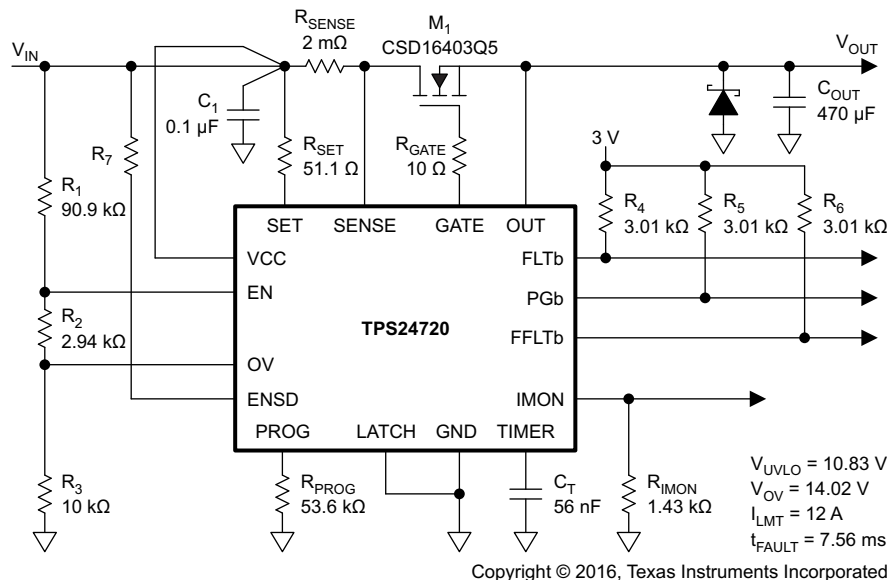 R_SENSE
2 mΩ
M_1
CSD16403Q5
V_IN
V_OUT
C_1
0.1 µF
C_OUT
470 µF
R_7
R_SET
51.1 Ω
R_GATE
10 Ω
3 V
R_1
90.9 kΩ
R_4
3.01 kΩ
R_5
3.01 kΩ
R_6
3.01 kΩ
SET
SENSE
GATE
OUT
VCC
FLTb
EN
PGb
R_2
2.94 kΩ
TPS24720
FFLTb
OV
ENSD
IMON
PROG
LATCH
GND
TIMER
R_3
10 kΩ
R_PROG
53.6 kΩ
C_T
56 nF
R_IMON
1.43 kΩ
V_UVLO = 10.83 V
V_OV = 14.02 V
I_LMT = 12 A
t_FAULT = 7.56 ms
Copyright © 2016, Texas Instruments Incorporated